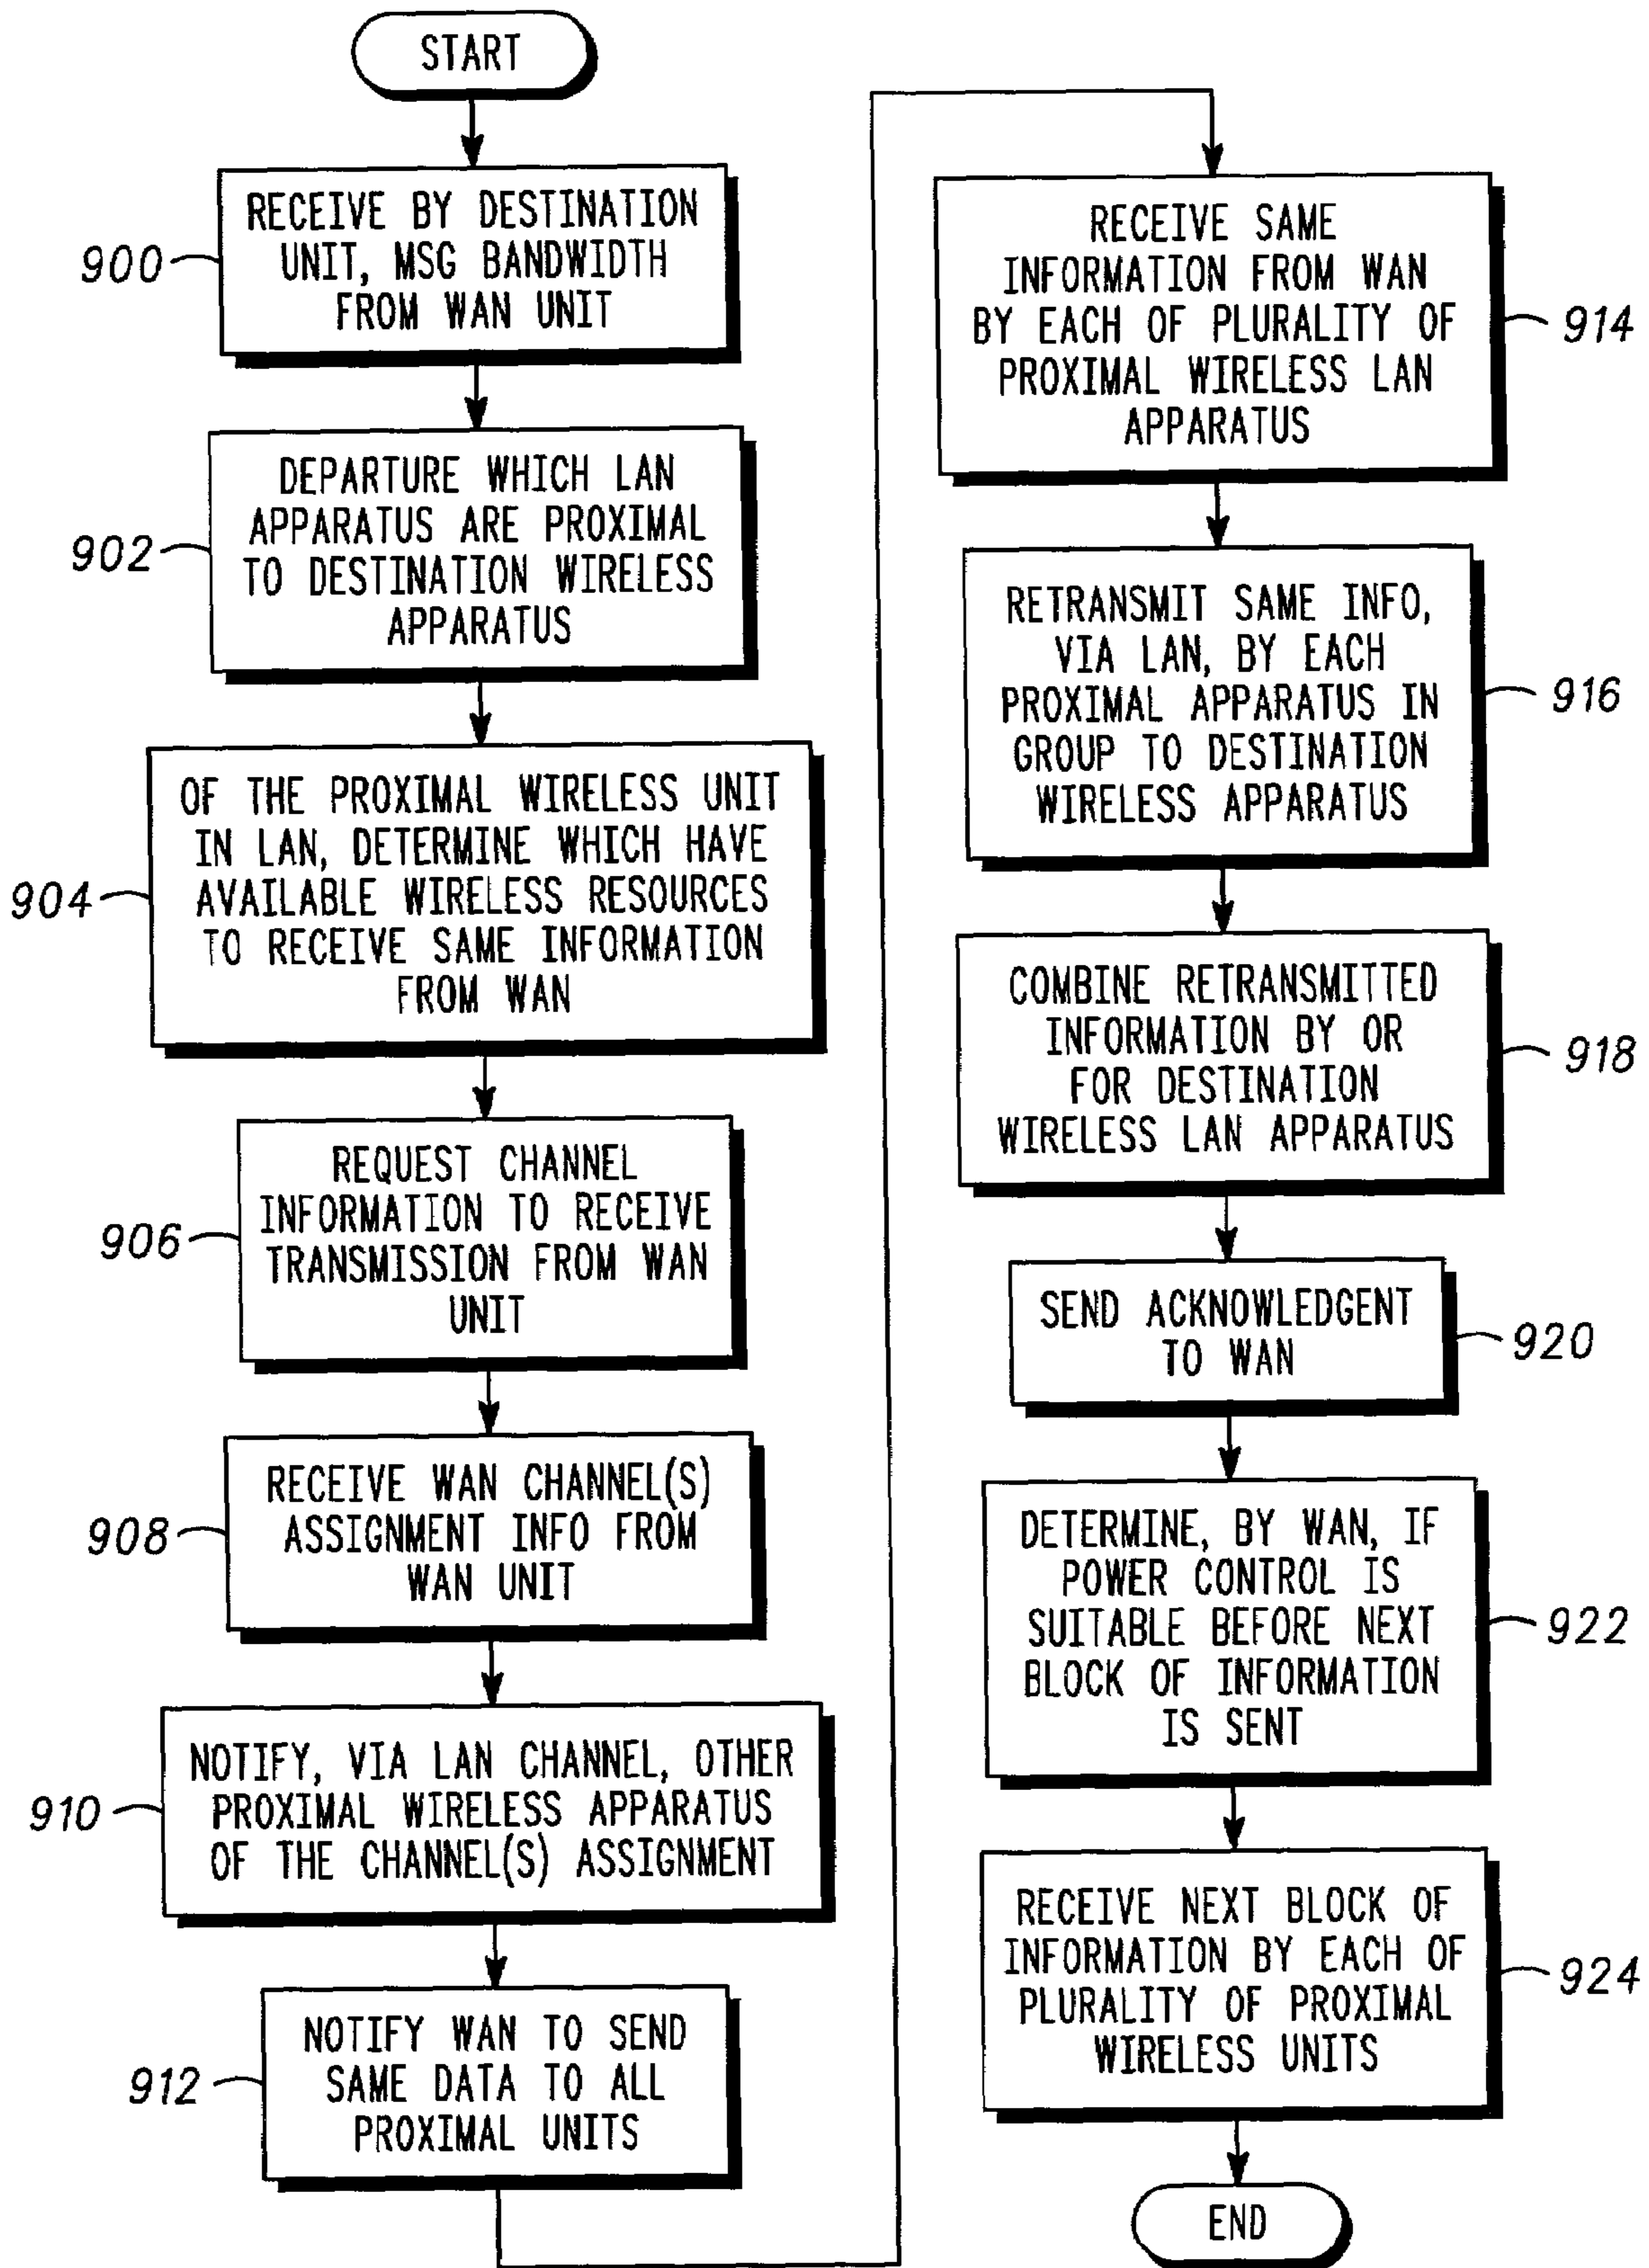 START
RECEIVE BY DESTINATION
UNIT, MSG BANDWIDTH
FROM WAN UNIT
900
DEPARTURE WHICH LAN
APPARATUS ARE PROXIMAL
TO DESTINATION WIRELESS
APPARATUS
902
OF THE PROXIMAL WIRELESS UNIT
IN LAN, DETERMINE WHICH HAVE
AVAILABLE WIRELESS RESOURCES
TO RECEIVE SAME INFORMATION
FROM WAN
904
REQUEST CHANNEL
INFORMATION TO RECEIVE
TRANSMISSION FROM WAN
UNIT
906
RECEIVE WAN CHANNEL(S)
ASSIGNMENT INFO FROM
WAN UNIT
908
NOTIFY, VIA LAN CHANNEL, OTHER
PROXIMAL WIRELESS APPARATUS
OF THE CHANNEL(S) ASSIGNMENT
910
NOTIFY WAN TO SEND
SAME DATA TO ALL
PROXIMAL UNITS
912
RECEIVE SAME
INFORMATION FROM WAN
BY EACH OF PLURALITY OF
PROXIMAL WIRELESS LAN
APPARATUS
914
RETRANSMIT SAME INFO,
VIA LAN, BY EACH
PROXIMAL APPARATUS IN
GROUP TO DESTINATION
WIRELESS APPARATUS
916
COMBINE RETRANSMITTED
INFORMATION BY OR
FOR DESTINATION
WIRELESS LAN APPARATUS
918
SEND ACKNOWLEDGENT
TO WAN
920
DETERMINE, BY WAN, IF
POWER CONTROL IS
SUITABLE BEFORE NEXT
BLOCK OF INFORMATION
IS SENT
922
RECEIVE NEXT BLOCK OF
INFORMATION BY EACH OF
PLURALITY OF PROXIMAL
WIRELESS UNITS
924
END